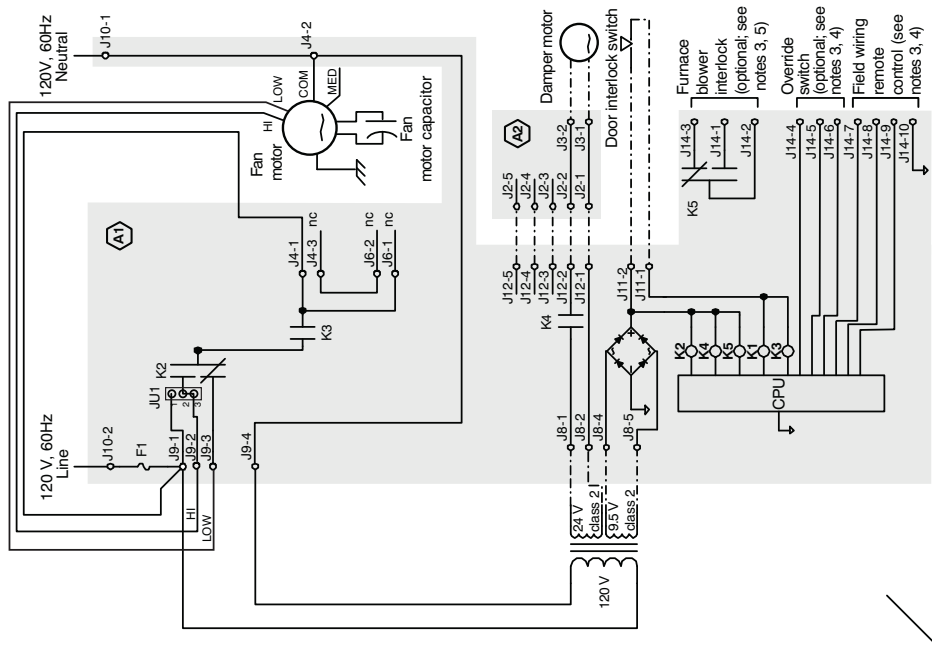 120V, 60Hz
Neutral
J10-1
J4-2
LOW
COM
MED
HI
Fan
motor
Fan
motor capacitor
A1
J4-1
J4-3
nc
J6-2
nc
J6-1
K3
K2
JU1
1
2
3
120 V, 60Hz
Line
J10-2
F1
J9-1
J9-2
J9-3
HI
LOW
J9-4
Damper motor
Door interlock switch
A2
J3-2
J3-1
J2-5
J2-4
J2-3
J2-2
J2-1
J12-5
J12-4
J12-3
J12-2
J12-1
K4
J11-2
J11-1
J8-1
J8-2
J8-4
J8-5
24 V
class 2
9.5 V
class 2
120 V
Furnace
blower
interlock
(optional; see
notes 3, 5)
Override
switch
(optional; see
notes 3, 4)
Field wiring
remote
control (see
notes 3, 4)
J14-3
J14-1
J14-2
K5
J14-4
J14-5
J14-6
J14-7
J14-8
J14-9
J14-10
K2
K4
K5
K1
K3
CPU